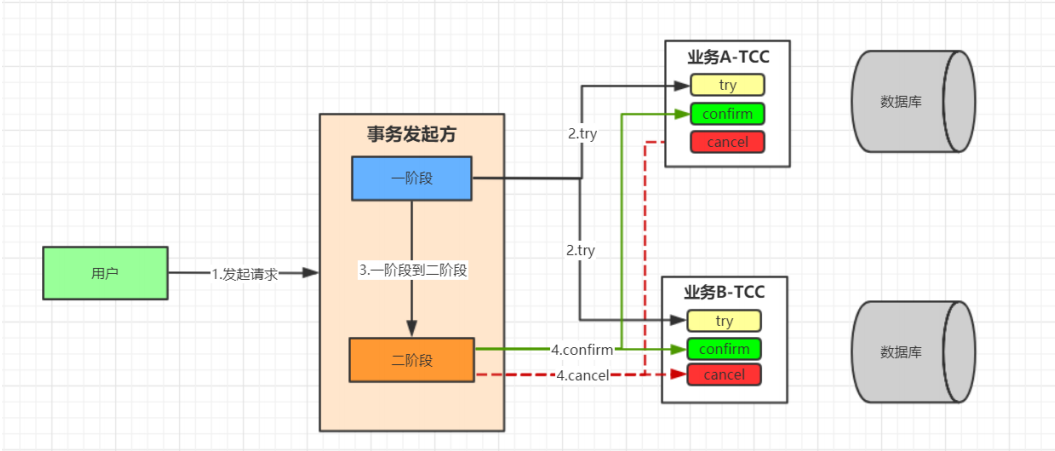 用户
1.发起请求
事务发起方
一阶段
3.一阶段到二阶段
二阶段
2.try
2.try
4.confirm
4.cancel
业务A-TCC
try
confirm
cancel
数据库
业务B-TCC
try
confirm
cancel
数据库